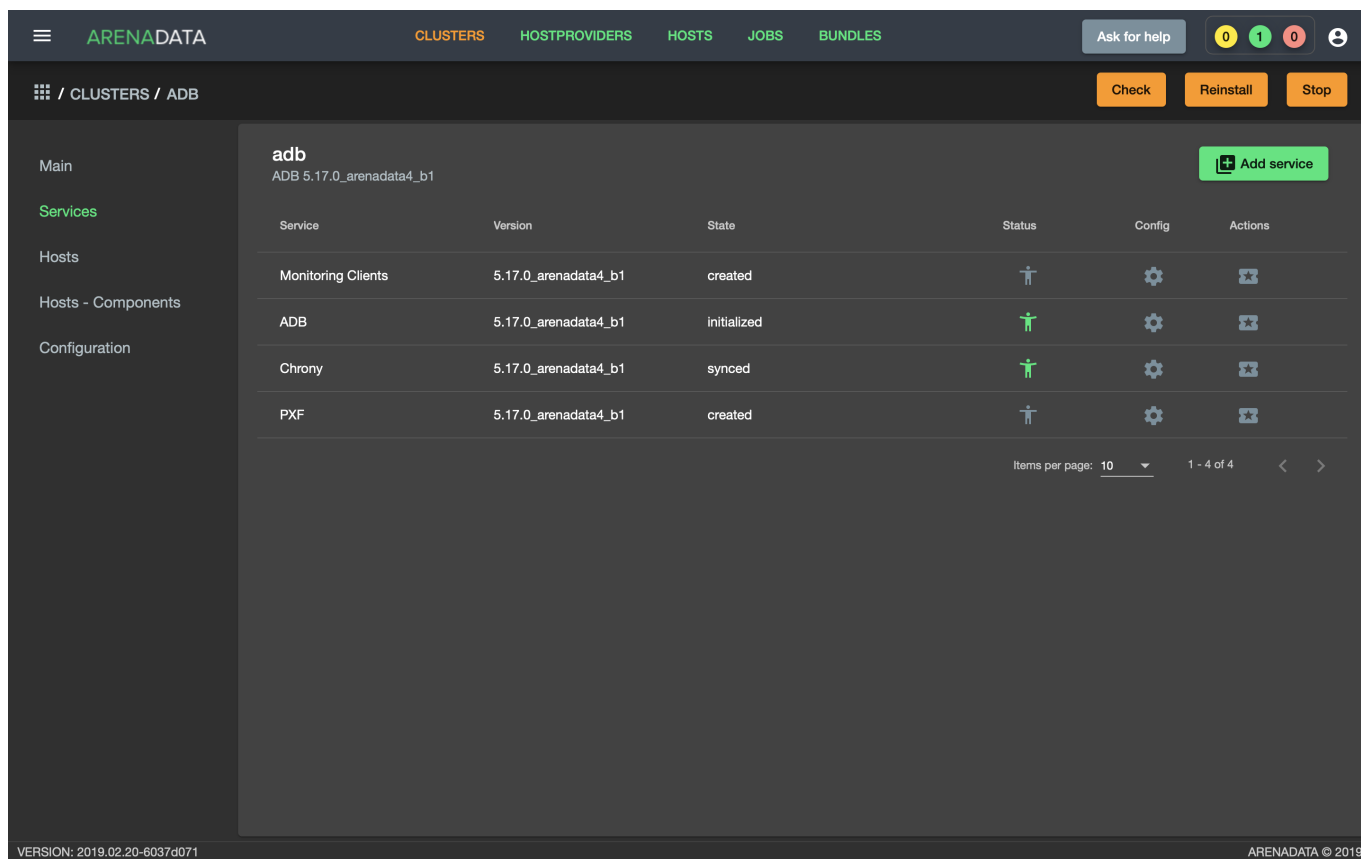 ARENADATA CLUSTERS HOSTPROVIDERS HOSTS JOBS BUNDLES Ask for help 0 1 0
/ CLUSTERS / ADB Check Reinstall Stop
Main
Services
Hosts
Hosts - Components
Configuration
adb
ADB 5.17.0_arenadata4_b1
Add service
Service Version State Status Config Actions
Monitoring Clients 5.17.0_arenadata4_b1 created
ADB 5.17.0_arenadata4_b1 initialized
Chrony 5.17.0_arenadata4_b1 synced
PXF 5.17.0_arenadata4_b1 created
Items per page: 10 1 - 4 of 4
VERSION: 2019.02.20-6037d071 ARENADATA © 2019